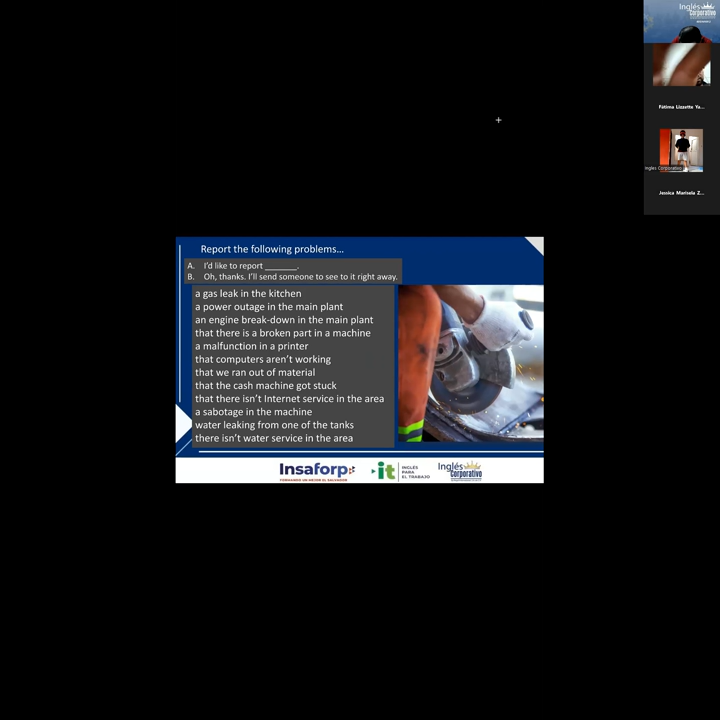 Inglés
Corporativo
Fátima Lizzette Ya...
Inglés Corporativo
Jessica Marisela Z...
Report the following problems...
A. I'd like to report _______.
B. Oh, thanks. I'll send someone to see to it right away.
a gas leak in the kitchen
a power outage in the main plant
an engine break-down in the main plant
that there is a broken part in a machine
a malfunction in a printer
that computers aren't working
that we ran out of material
that the cash machine got stuck
that there isn't Internet service in the area
a sabotage in the machine
water leaking from one of the tanks
there isn't water service in the area
Insaforp
FORMANDO UN MEJOR EL SALVADOR
it
INGLÉS
PARA
EL TRABAJO
Inglés
Corporativo